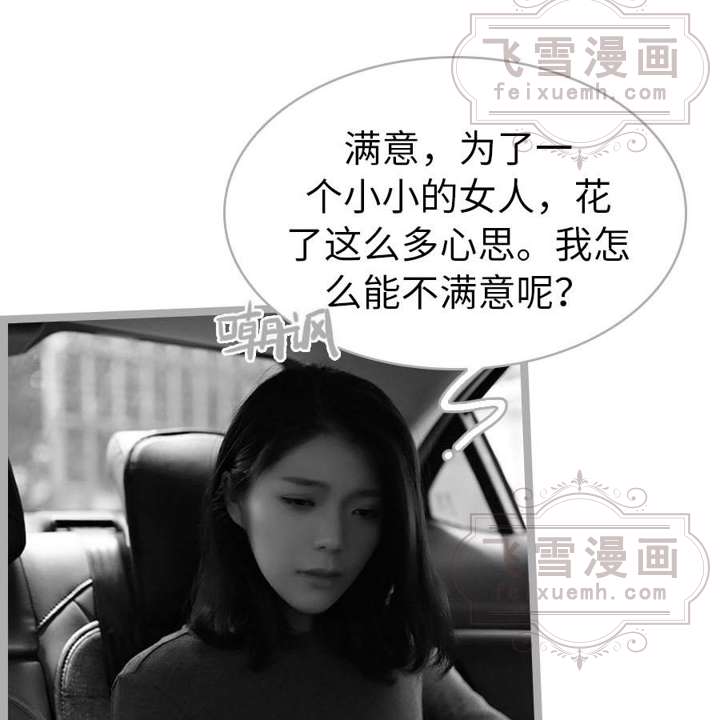 飞雪漫画
feixuemh.com
满意，为了一
个小小的女人，花
了这么多心思。我怎
么能不满意呢？
嘲讽
飞雪漫画
feixuemh.com